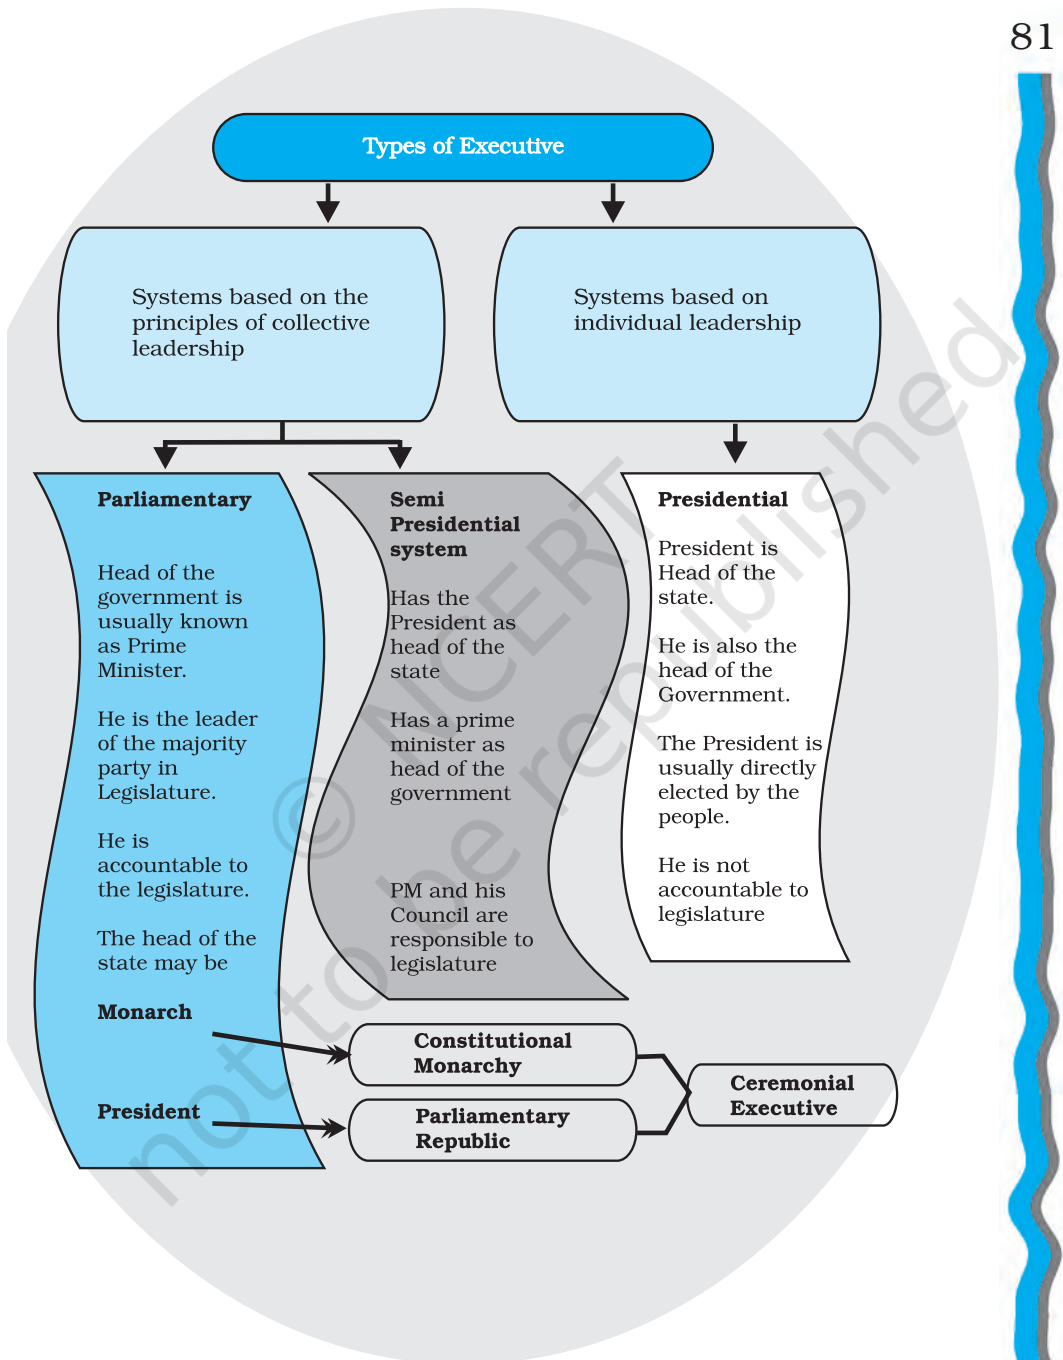 81
Types of Executive
Systems based on the
principles of collective
leadership
Systems based on
individual leadership
Parliamentary
Head of the
government is
usually known
as Prime
Minister.
He is the leader
of the majority
party in
Legislature.
He is
accountable to
the legislature.
The head of the
state may be
Monarch
President
Semi
Presidential
system
Has the
President as
head of the
state
Has a prime
minister as
head of the
government
PM and his
Council are
responsible to
legislature
Presidential
President is
Head of the
state.
He is also the
head of the
Government.
The President is
usually directly
elected by the
people.
He is not
accountable to
legislature
Constitutional
Monarchy
Parliamentary
Republic
Ceremonial
Executive
© NCERT
not to be republished